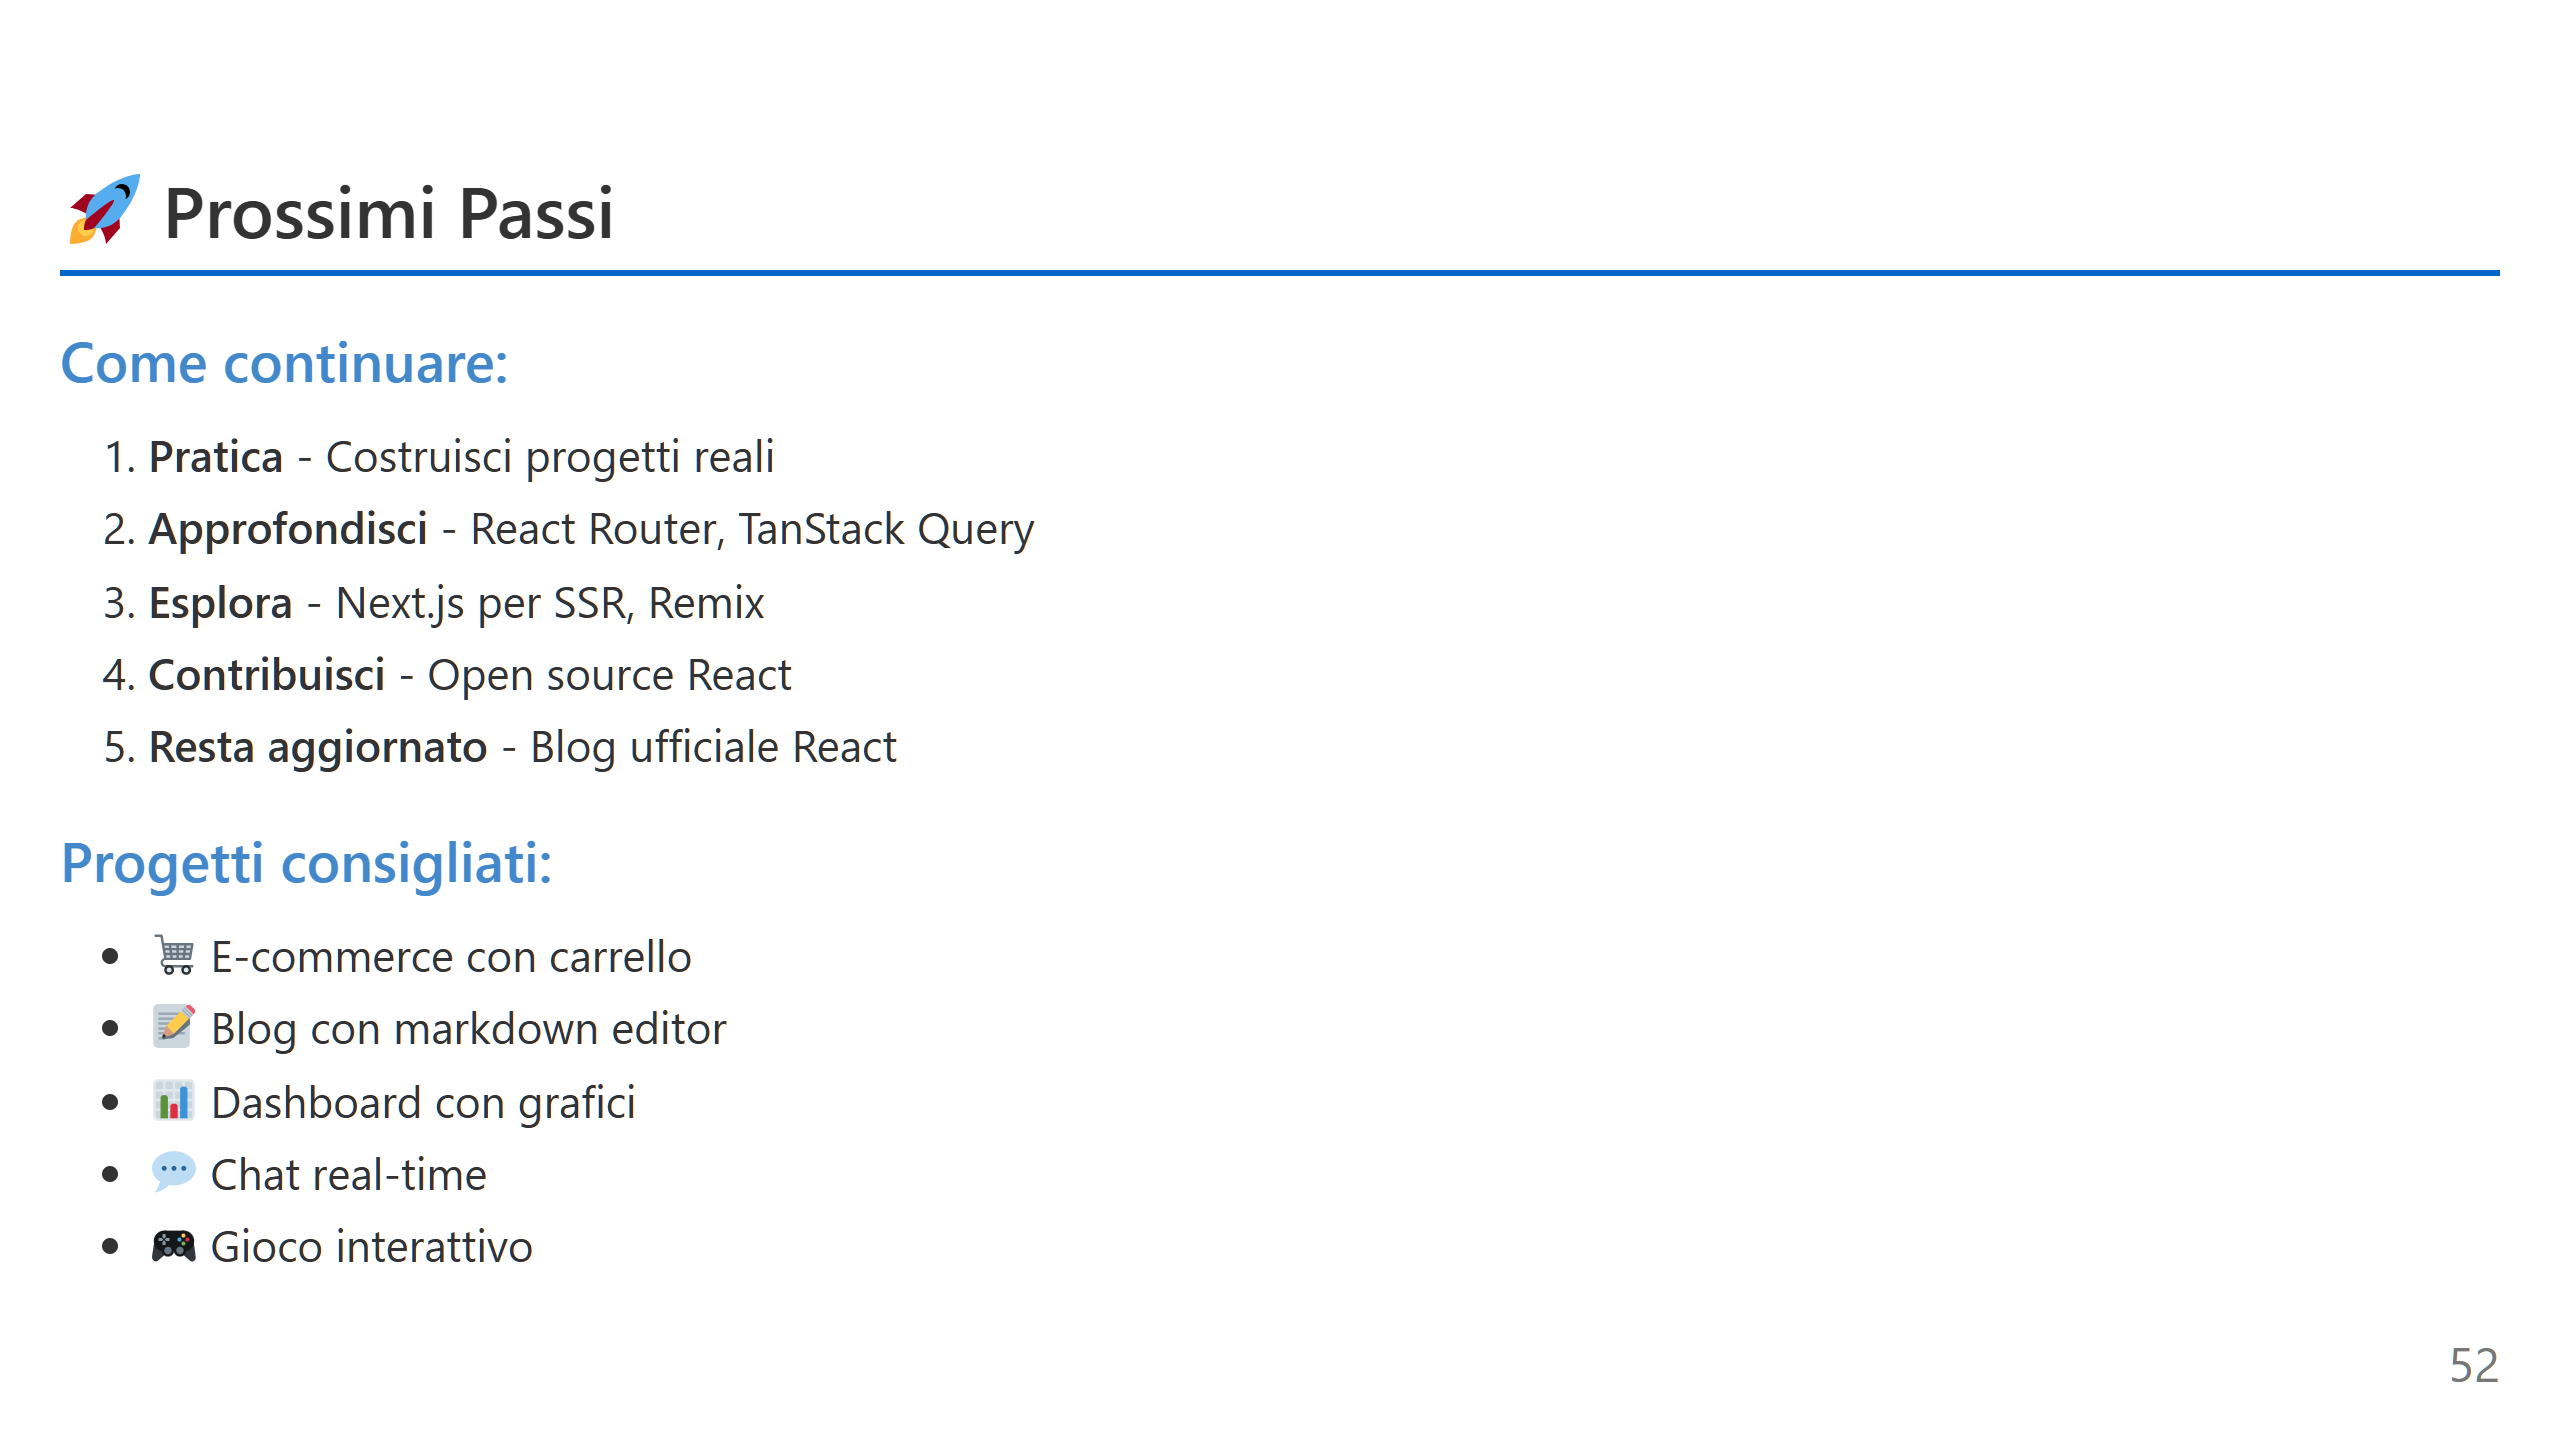 🚀 Prossimi Passi
Come continuare:
1. Pratica - Costruisci progetti reali
2. Approfondisci - React Router, TanStack Query
3. Esplora - Next.js per SSR, Remix
4. Contribuisci - Open source React
5. Resta aggiornato - Blog ufficiale React
Progetti consigliati:
• 🛒 E-commerce con carrello
• 📝 Blog con markdown editor
• 📊 Dashboard con grafici
• 💬 Chat real-time
• 🎮 Gioco interattivo
52